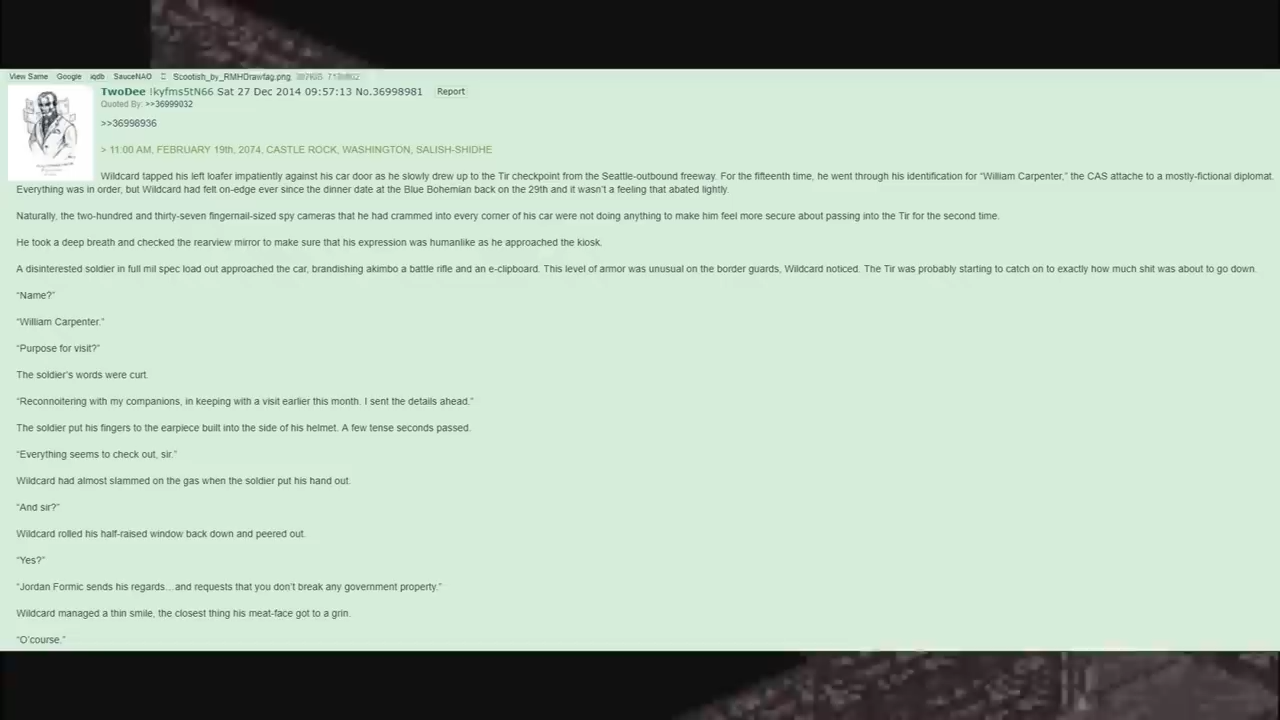 View Same Google iqdb SauceNAO Scootish_by_RMHDrawfag.png
TwoDee !kyfms5tN66 Sat 27 Dec 2014 09:57:13 No.36998981 Report
Quoted By: >>36999032
>>36998936
> 11:00 AM, FEBRUARY 19th, 2074, CASTLE ROCK, WASHINGTON, SALISH-SHIDHE
Wildcard tapped his left loafer impatiently against his car door as he slowly drew up to the Tir checkpoint from the Seattle-outbound freeway. For the fifteenth time, he went through his identification for “William Carpenter,” the CAS attache to a mostly-fictional diplomat.
Everything was in order, but Wildcard had felt on-edge ever since the dinner date at the Blue Bohemian back on the 29th and it wasn’t a feeling that abated lightly.
Naturally, the two-hundred and thirty-seven fingernail-sized spy cameras that he had crammed into every corner of his car were not doing anything to make him feel more secure about passing into the Tir for the second time.
He took a deep breath and checked the rearview mirror to make sure that his expression was humanlike as he approached the kiosk.
A disinterested soldier in full mil spec load out approached the car, brandishing akimbo a battle rifle and an e-clipboard. This level of armor was unusual on the border guards, Wildcard noticed. The Tir was probably starting to catch on to exactly how much shit was about to go down.
“Name?”
“William Carpenter.”
“Purpose for visit?”
The soldier’s words were curt.
“Reconnoitering with my companions, in keeping with a visit earlier this month. I sent the details ahead.”
The soldier put his fingers to the earpiece built into the side of his helmet. A few tense seconds passed.
“Everything seems to check out, sir.”
Wildcard had almost slammed on the gas when the soldier put his hand out.
“And sir?”
Wildcard rolled his half-raised window back down and peered out.
“Yes?”
“Jordan Formic sends his regards…and requests that you don’t break any government property.”
Wildcard managed a thin smile, the closest thing his meat-face got to a grin.
“O’course.”